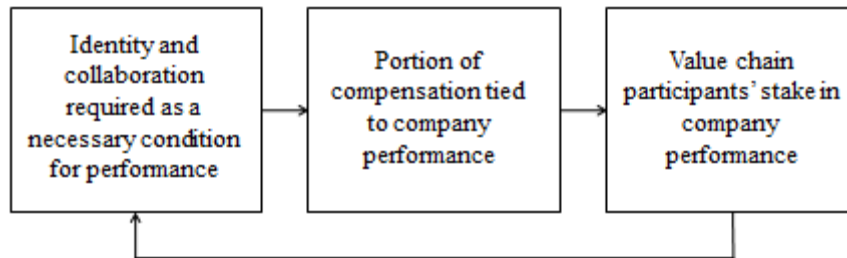 Identity and
collaboration
required as a
necessary condition
for performance
Portion of
compensation tied
to company
performance
Value chain
participants’ stake in
company
performance